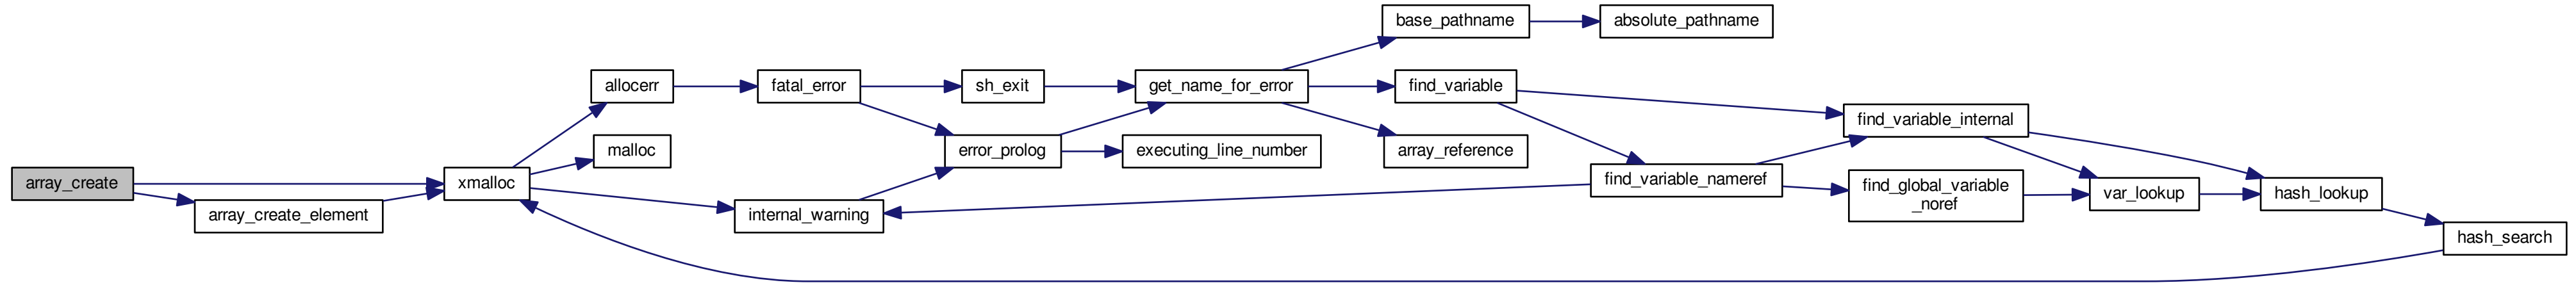 base_pathname
absolute_pathname
allocerr
fatal_error
sh_exit
get_name_for_error
find_variable
find_variable_internal
malloc
error_prolog
executing_line_number
array_reference
array_create
xmalloc
find_variable_nameref
find_global_variable
_noref
var_lookup
hash_lookup
array_create_element
internal_warning
hash_search